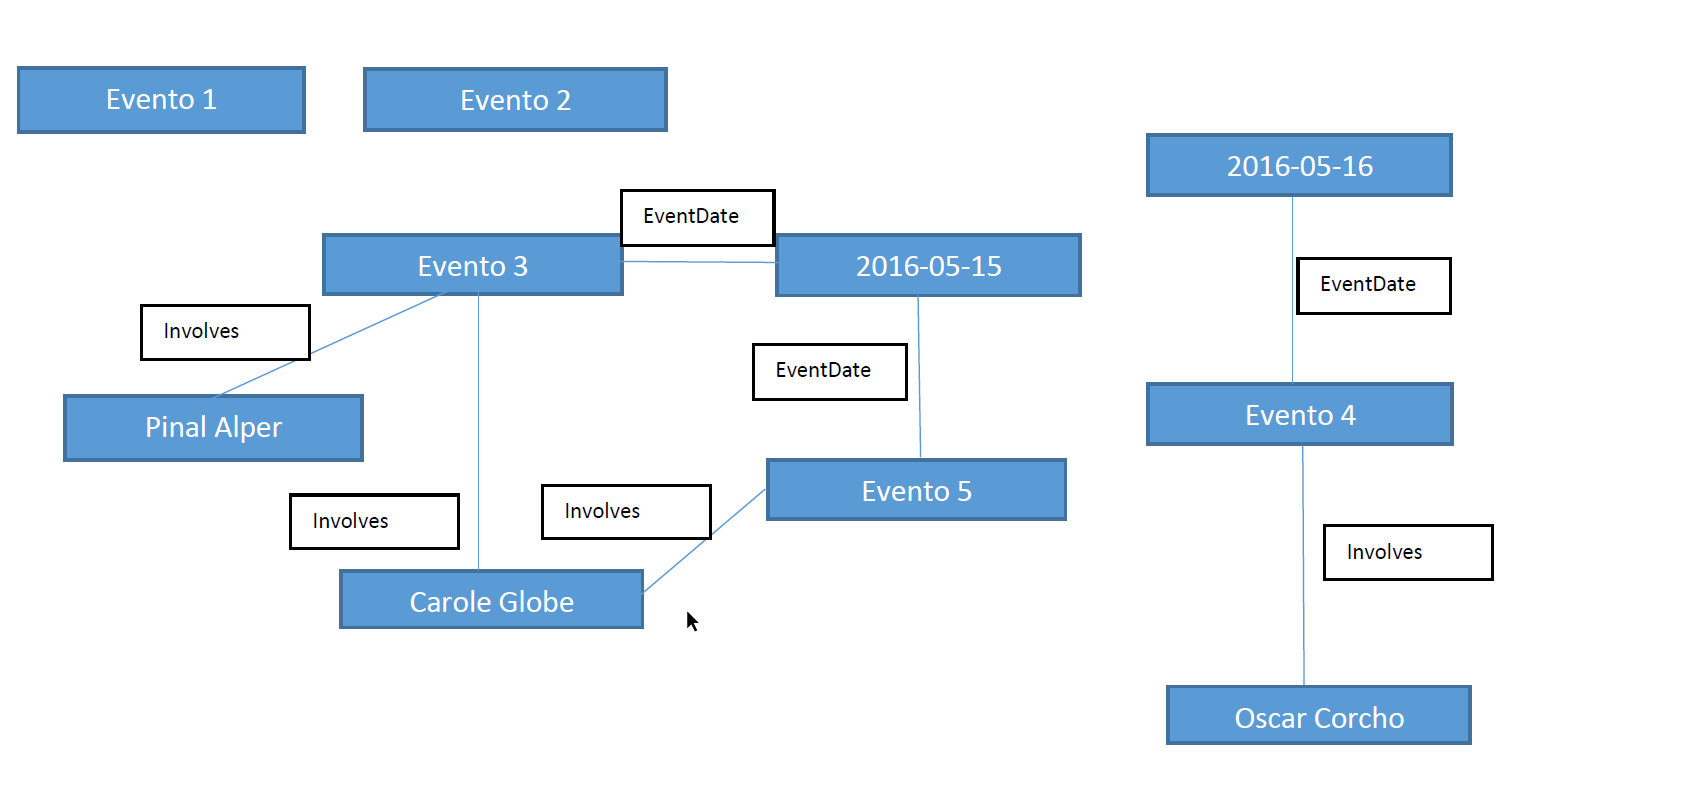 Evento 1
Evento 2
2016-05-16
EventDate
Evento 3
2016-05-15
EventDate
Involves
EventDate
Pinal Alper
Evento 4
Involves
Involves
Evento 5
Involves
Carole Globe
Oscar Corcho